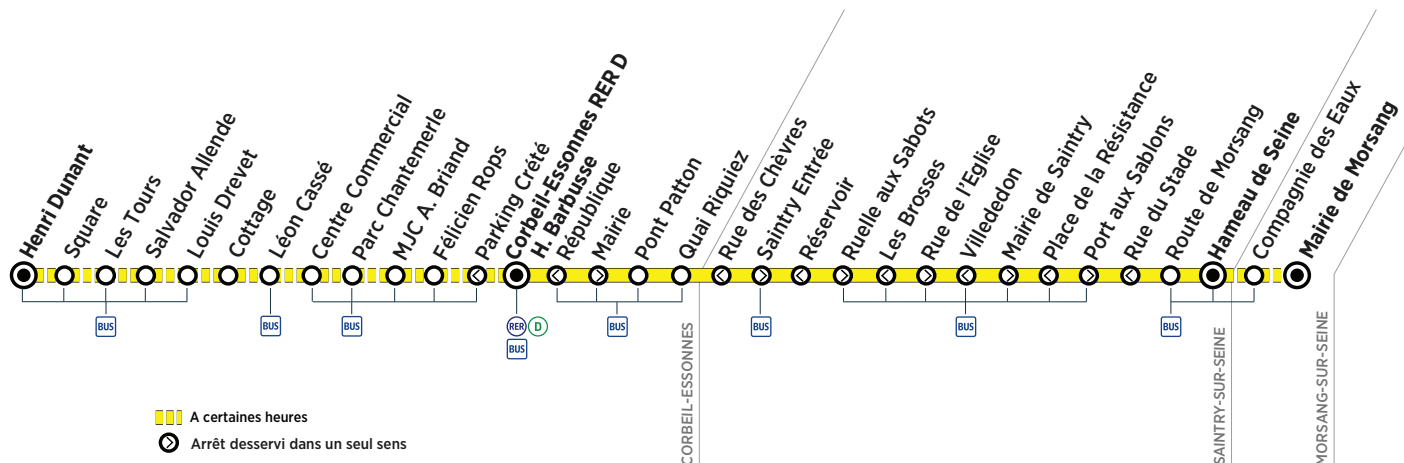 Henri Dunant
Square
Les Tours
Salvador Allende
Louis Drevet
Cottage
Léon Cassé
Centre Commercial
Parc Chantemerle
MJC A. Briand
Félicien Rops
Parking Crété
Corbeil-Essonnes RER D
H. Barbusse
République
Mairie
Pont Patton
Quai Riquiez
Rue des Chèvres
Saintry Entrée
Réservoir
Ruelle aux Sabots
Les Brosses
Rue de l'Eglise
Villededon
Mairie de Saintry
Place de la Résistance
Port aux Sablons
Rue du Stade
Route de Morsang
Hameau de Seine
Compagnie des Eaux
Mairie de Morsang
BUS
BUS
BUS
RER D
BUS
BUS
BUS
BUS
BUS
CORBEIL-ESSONNES
SAINTRY-SUR-SEINE
MORSANG-SUR-SEINE
A certaines heures
Arrêt desservi dans un seul sens